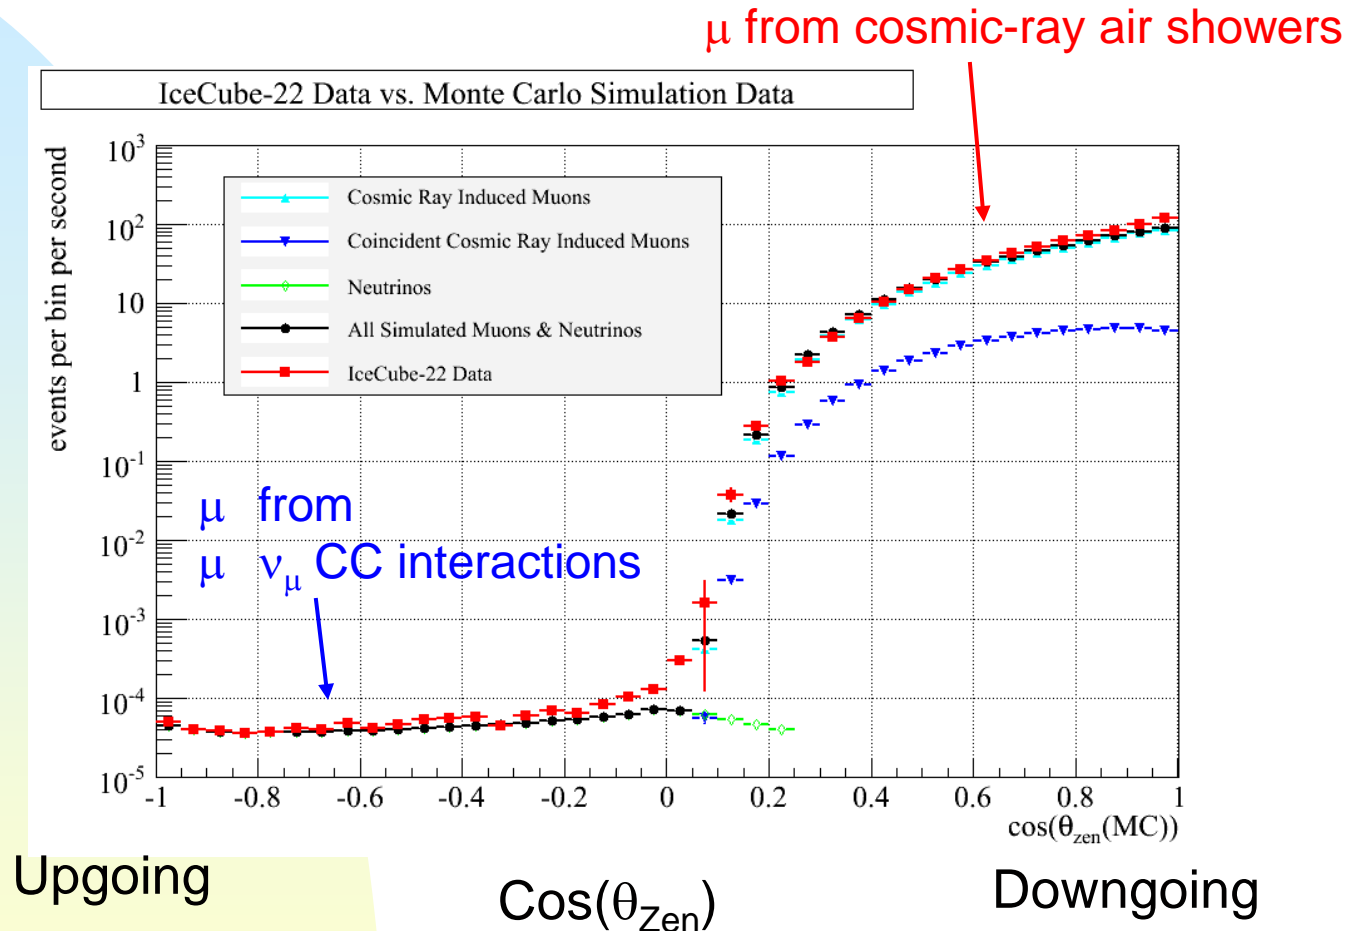 μ from cosmic-ray air showers
IceCube-22 Data vs. Monte Carlo Simulation Data
events per bin per second
10³
10²
10
1
10⁻¹
10⁻²
10⁻³
10⁻⁴
10⁻⁵
Cosmic Ray Induced Muons
Coincident Cosmic Ray Induced Muons
Neutrinos
All Simulated Muons & Neutrinos
IceCube-22 Data
μ from
μ ν_μ CC interactions
-1 -0.8 -0.6 -0.4 -0.2 0 0.2 0.4 0.6 0.8 1
cos(θ_zen(MC))
Upgoing
Cos(θ_Zen)
Downgoing